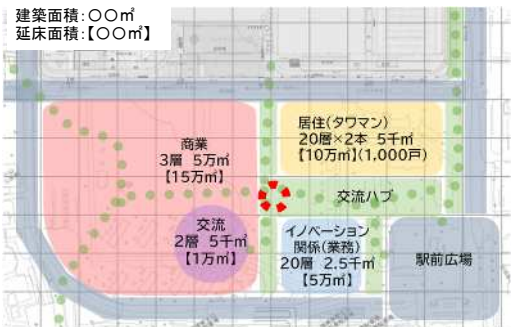 建築面積:〇〇㎡
延床面積:【〇〇㎡】
商業
3層 5万㎡
【15万㎡】
居住(タワマン)
20層×2本 5千㎡
【10万㎡】(1,000戸)
交流ハブ
交流
2層 5千㎡
【1万㎡】
イノベーション
関係(業務)
20層 2.5千㎡
【5万㎡】
駅前広場